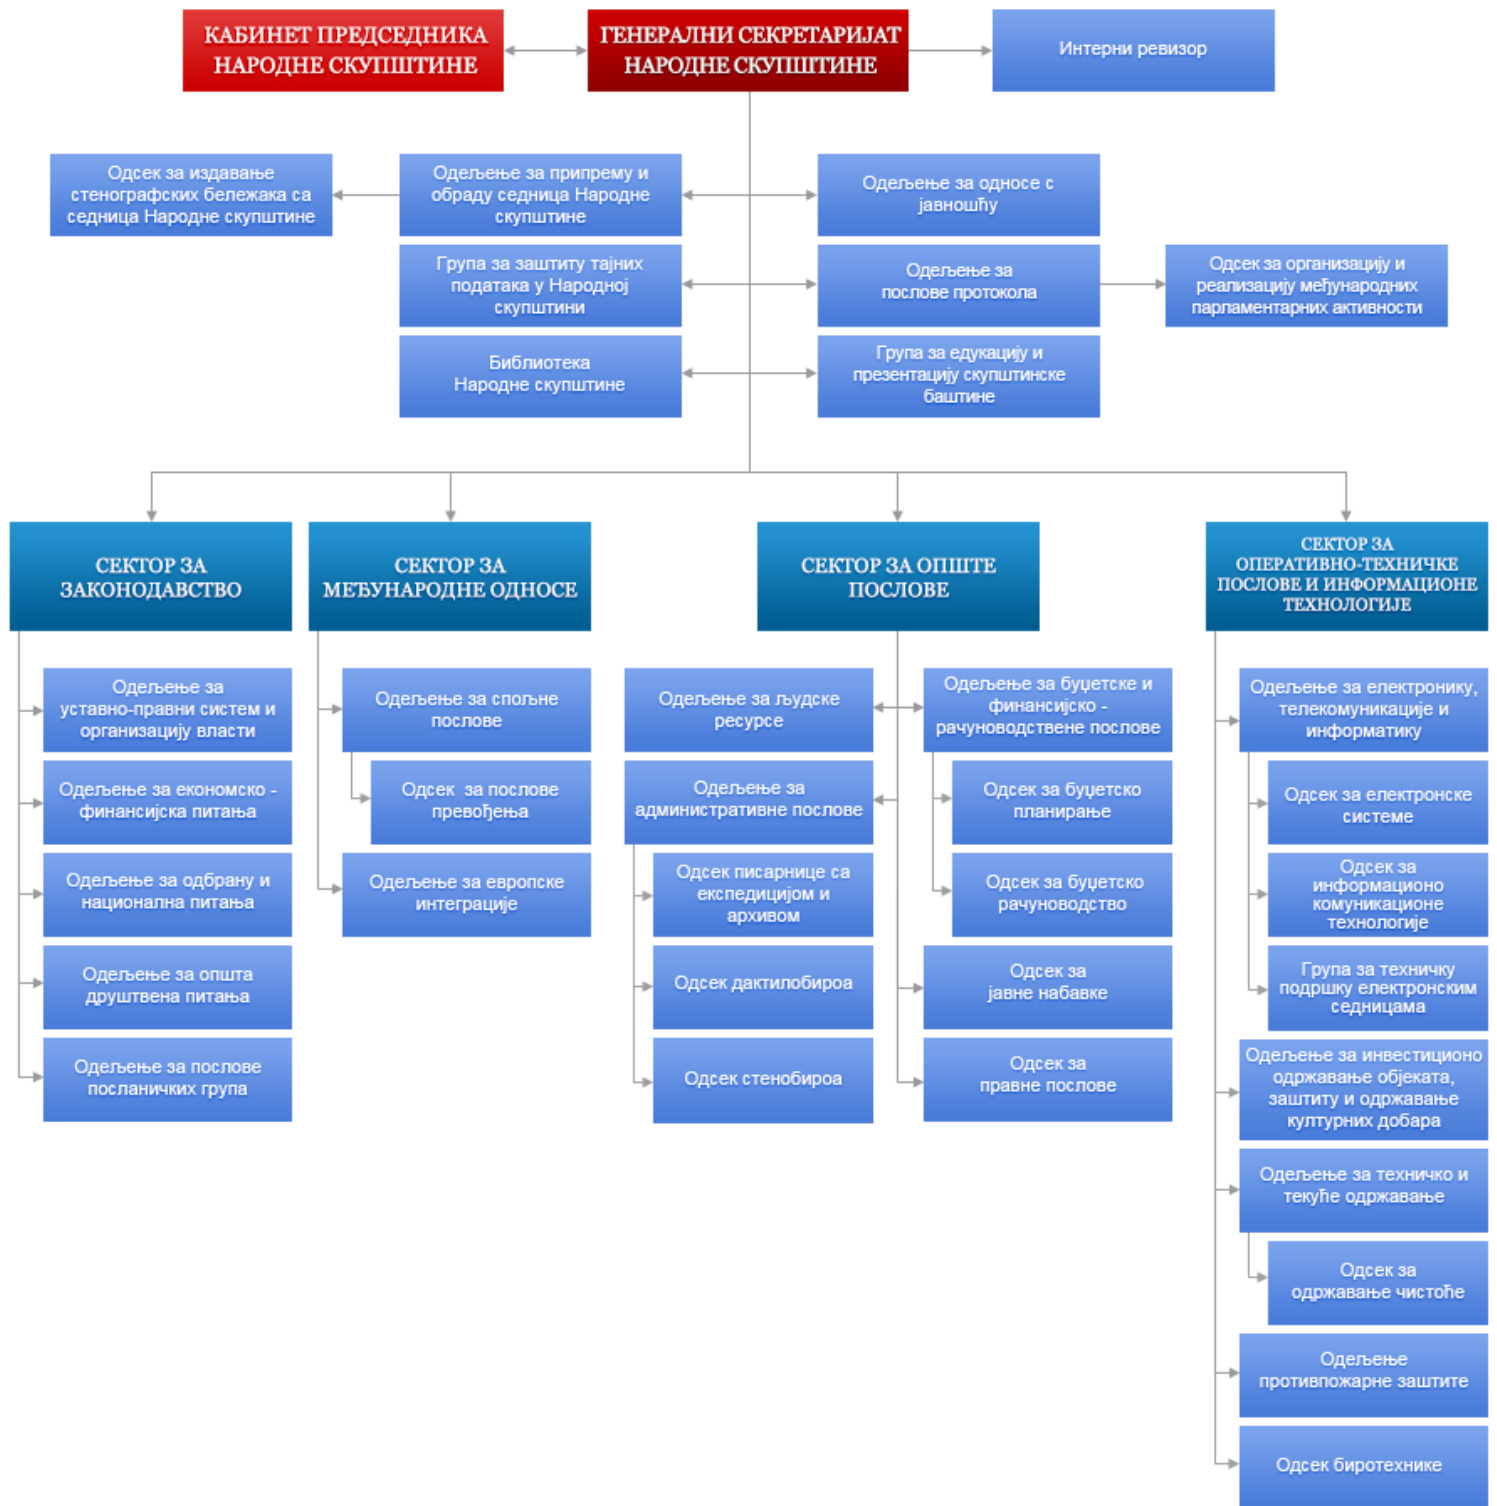 КАБИНЕТ ПРЕДСЕДНИКА
НАРОДНЕ СКУПШТИНЕ
ГЕНЕРАЛНИ СЕКРЕТАРИЈАТ
НАРОДНЕ СКУПШТИНЕ
Интерни ревизор
Одсек за издавање
стенографских бележака са
седница Народне скупштине
Одељење за припрему и
обраду седница Народне
скупштине
Одељење за односе с
јавношћу
Група за заштиту тајних
података у Народној
скупштини
Одељење за
послове протокола
Одсек за организацију и
реализацију међународних
парламентарних активности
Библиотека
Народне скупштине
Група за едукацију и
презентацију скупштинске
баштине
СЕКТОР ЗА
ЗАКОНОДАВСТВО
СЕКТОР ЗА
МЕЂУНАРОДНЕ ОДНОСЕ
СЕКТОР ЗА ОПШТЕ
ПОСЛОВЕ
СЕКТОР ЗА
ОПЕРАТИВНО-ТЕХНИЧКЕ
ПОСЛОВЕ И ИНФОРМАЦИОНЕ
ТЕХНОЛОГИЈЕ
Одељење за
уставно-правни систем и
организацију власти
Одељење за економско -
финансијска питања
Одељење за одбрану и
национална питања
Одељење за општа
друштвена питања
Одељење за послове
посланичких група
Одељење за спољне
послове
Одсек за послове
превођења
Одељење за европске
интеграције
Одељење за људске
ресурсе
Одељење за
административне послове
Одсек писарнице са
експедицијом и
архивом
Одсек дактилобироа
Одсек стенобироа
Одељење за буџетске и
финансијско -
рачуноводствене послове
Одсек за буџетско
планирање
Одсек за буџетско
рачуноводство
Одсек за
јавне набавке
Одсек за
правне послове
Одељење за електронику,
телекомуникације и
информатику
Одсек за електронске
системе
Одсек за
информационо
комуникационе
технологије
Група за техничку
подршку електронским
седницама
Одељење за инвестиционо
одржавање објеката,
заштиту и одржавање
културних добара
Одељење за техничко и
текуће одржавање
Одсек за
одржавање чистоће
Одељење
противпожарне заштите
Одсек биротехнике